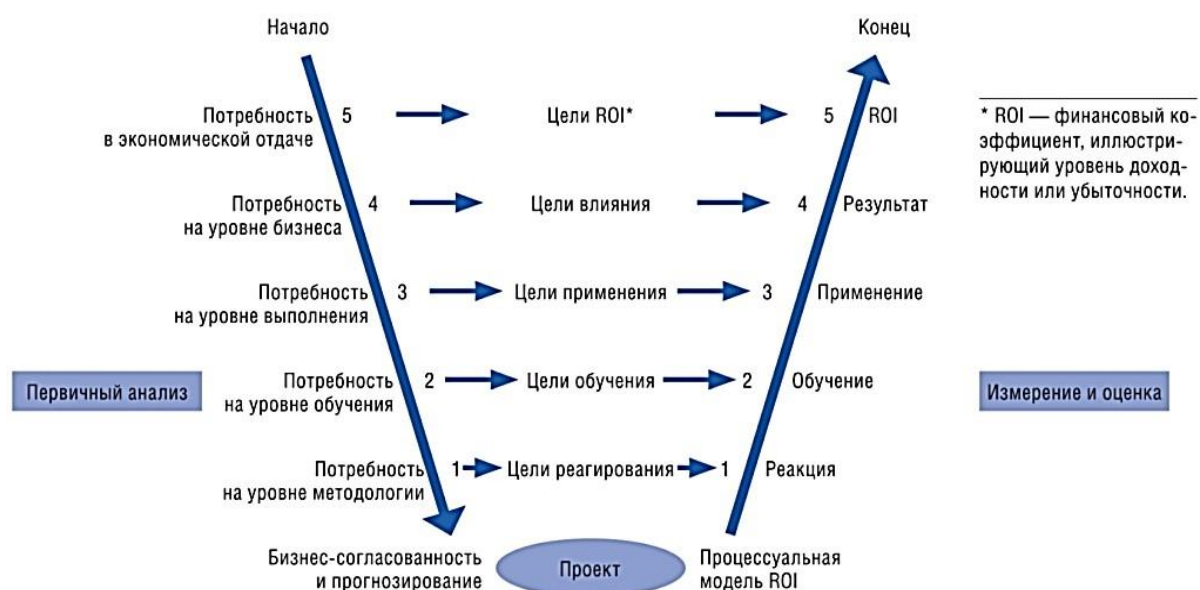 Начало
Конец
Потребность
в экономической отдаче
5
Цели ROI*
5
ROI
* ROI — финансовый ко-
эффициент, иллюстри-
рующий уровень доход-
ности или убыточности.
Потребность
на уровне бизнеса
4
Цели влияния
4
Результат
Потребность
на уровне выполнения
3
Цели применения
3
Применение
Первичный анализ
Потребность
на уровне обучения
2
Цели обучения
2
Обучение
Измерение и оценка
Потребность
на уровне методологии
1
Цели реагирования
1
Реакция
Бизнес-согласованность
и прогнозирование
Проект
Процессуальная
модель ROI